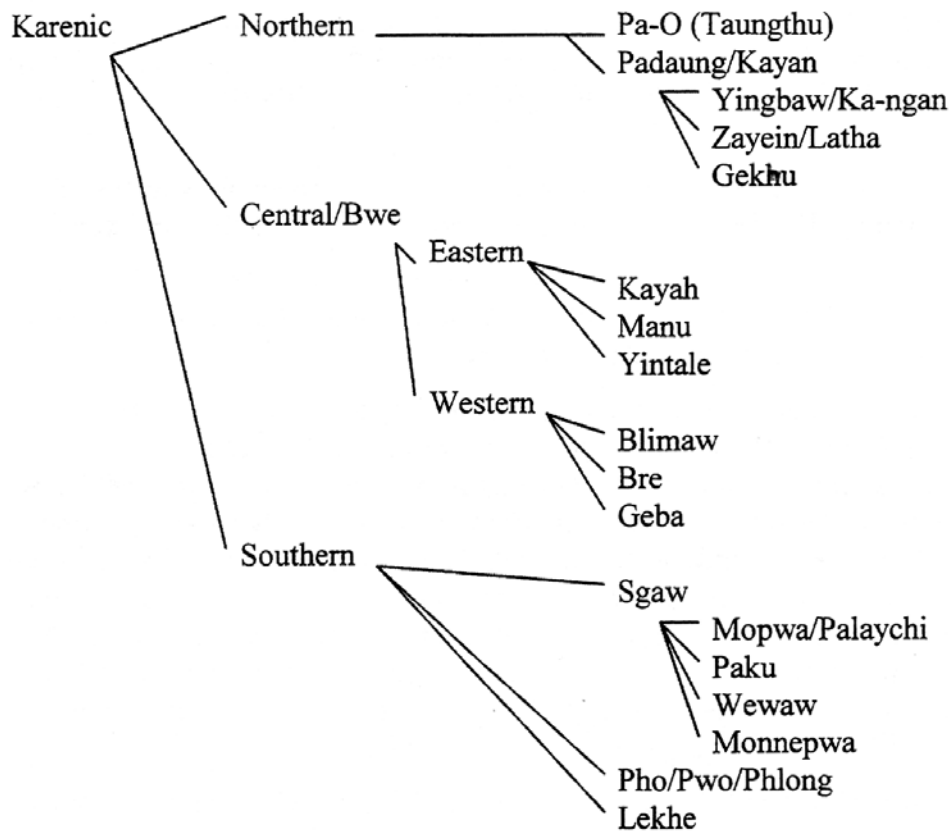 Karenic Northern Pa-O (Taungthu)
Padaung/Kayan
Yingbaw/Ka-ngan
Zayein/Latha
Gekhu
Central/Bwe
Eastern
Kayah
Manu
Yintale
Western
Blimaw
Bre
Geba
Southern
Sgaw
Mopwa/Palaychi
Paku
Wewaw
Monnepwa
Pho/Pwo/Phlong
Lekhe